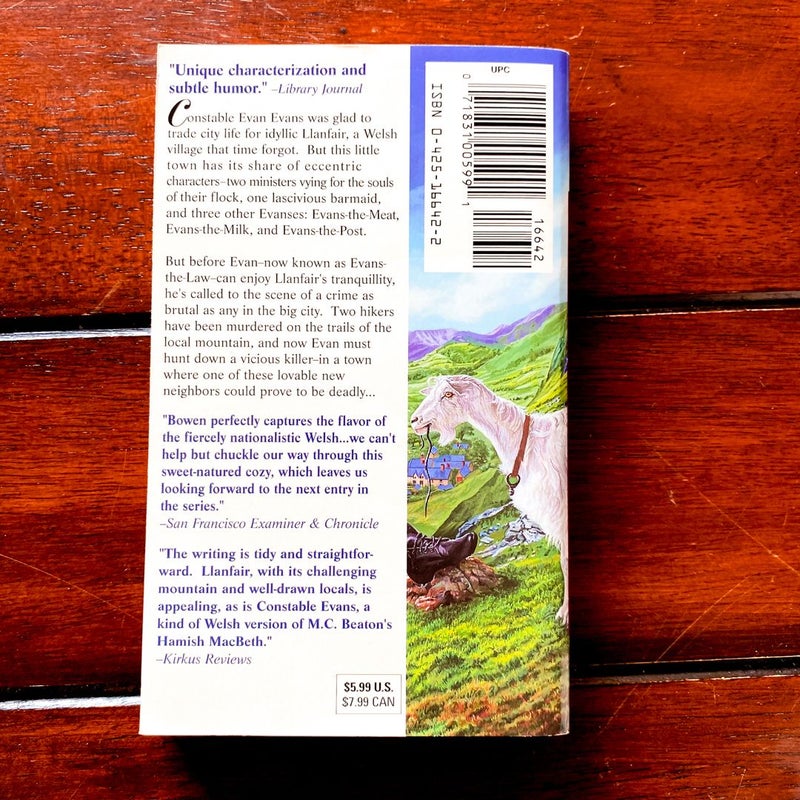 "Unique characterization and
subtle humor." –Library Journal
Constable Evan Evans was glad to
trade city life for idyllic Llanfair, a Welsh
village that time forgot. But this little
town has its share of eccentric
characters–two ministers vying for the souls
of their flock, one lascivious barmaid,
and three other Evanses: Evans-the-Meat,
Evans-the-Milk, and Evans-the-Post.
But before Evan–now known as Evans-
the-Law–can enjoy Llanfair's tranquillity,
he's called to the scene of a crime as
brutal as any in the big city. Two hikers
have been murdered on the trails of the
local mountain, and now Evan must
hunt down a vicious killer–in a town
where one of these lovable new
neighbors could prove to be deadly...
"Bowen perfectly captures the flavor of
the fiercely nationalistic Welsh...we can't
help but chuckle our way through this
sweet-natured cozy, which leaves us
looking forward to the next entry in
the series."
–San Francisco Examiner & Chronicle
"The writing is tidy and straightfor-
ward. Llanfair, with its challenging
mountain and well-drawn locals, is
appealing, as is Constable Evans, a
kind of Welsh version of M.C. Beaton's
Hamish MacBeth."
–Kirkus Reviews
$5.99 U.S.
$7.99 CAN
UPC
ISBN 0-425-16642-2
0 71831 00599 1
16642